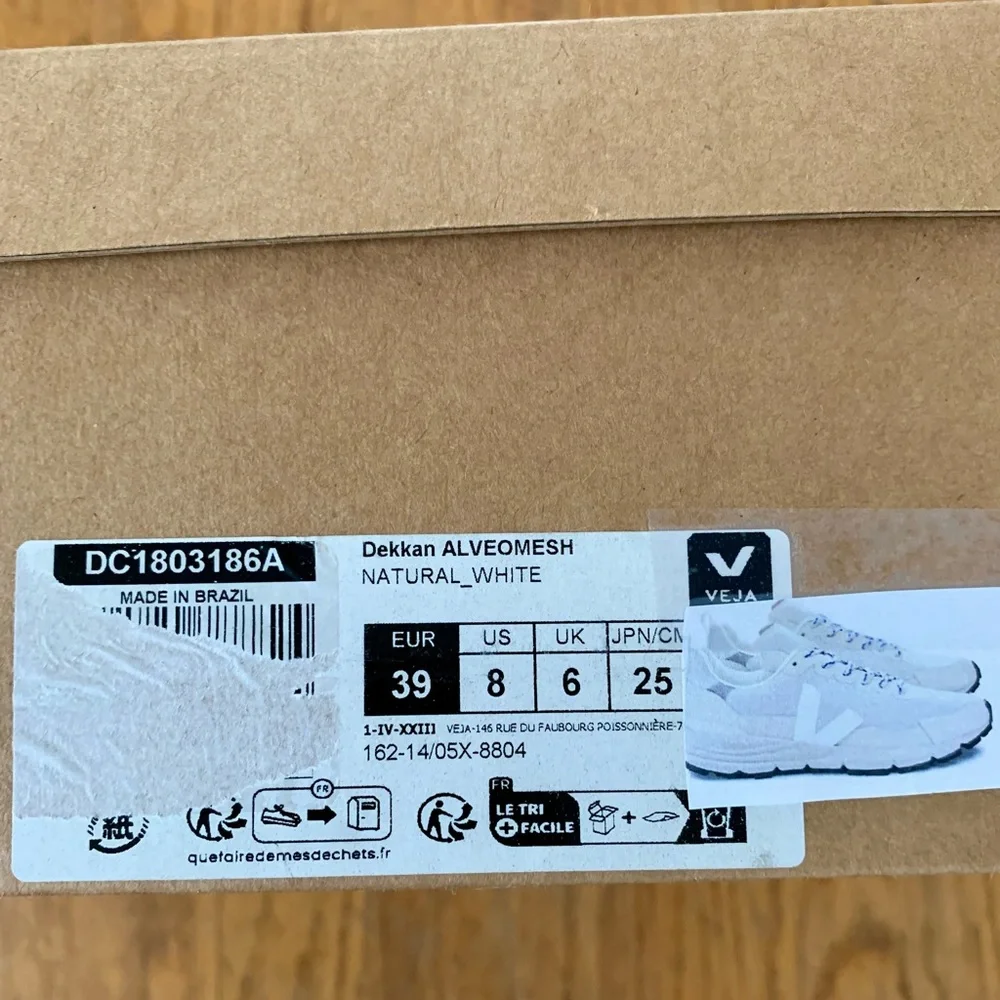 DC1803186A
MADE IN BRAZIL
Dekkan ALVEOMESH
NATURAL_WHITE
VEJA
EUR US UK JPN/CM
39 8 6 25
1-IV-XXIII VEJA-146 RUE DU FAUBOURG POISSONNIÈRE-7
162-14/05X-8804
紙
FR
FR
LE TRI
+ FACILE
quefairedemesdechets.fr